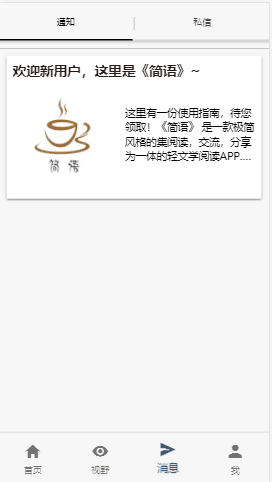 通知
私信
欢迎新用户，这里是《简语》~
简 语
这里有一份使用指南，待您
领取！《简语》 是一款极简
风格的集阅读，交流，分享
为一体的轻文学阅读APP....
首页
视野
消息
我